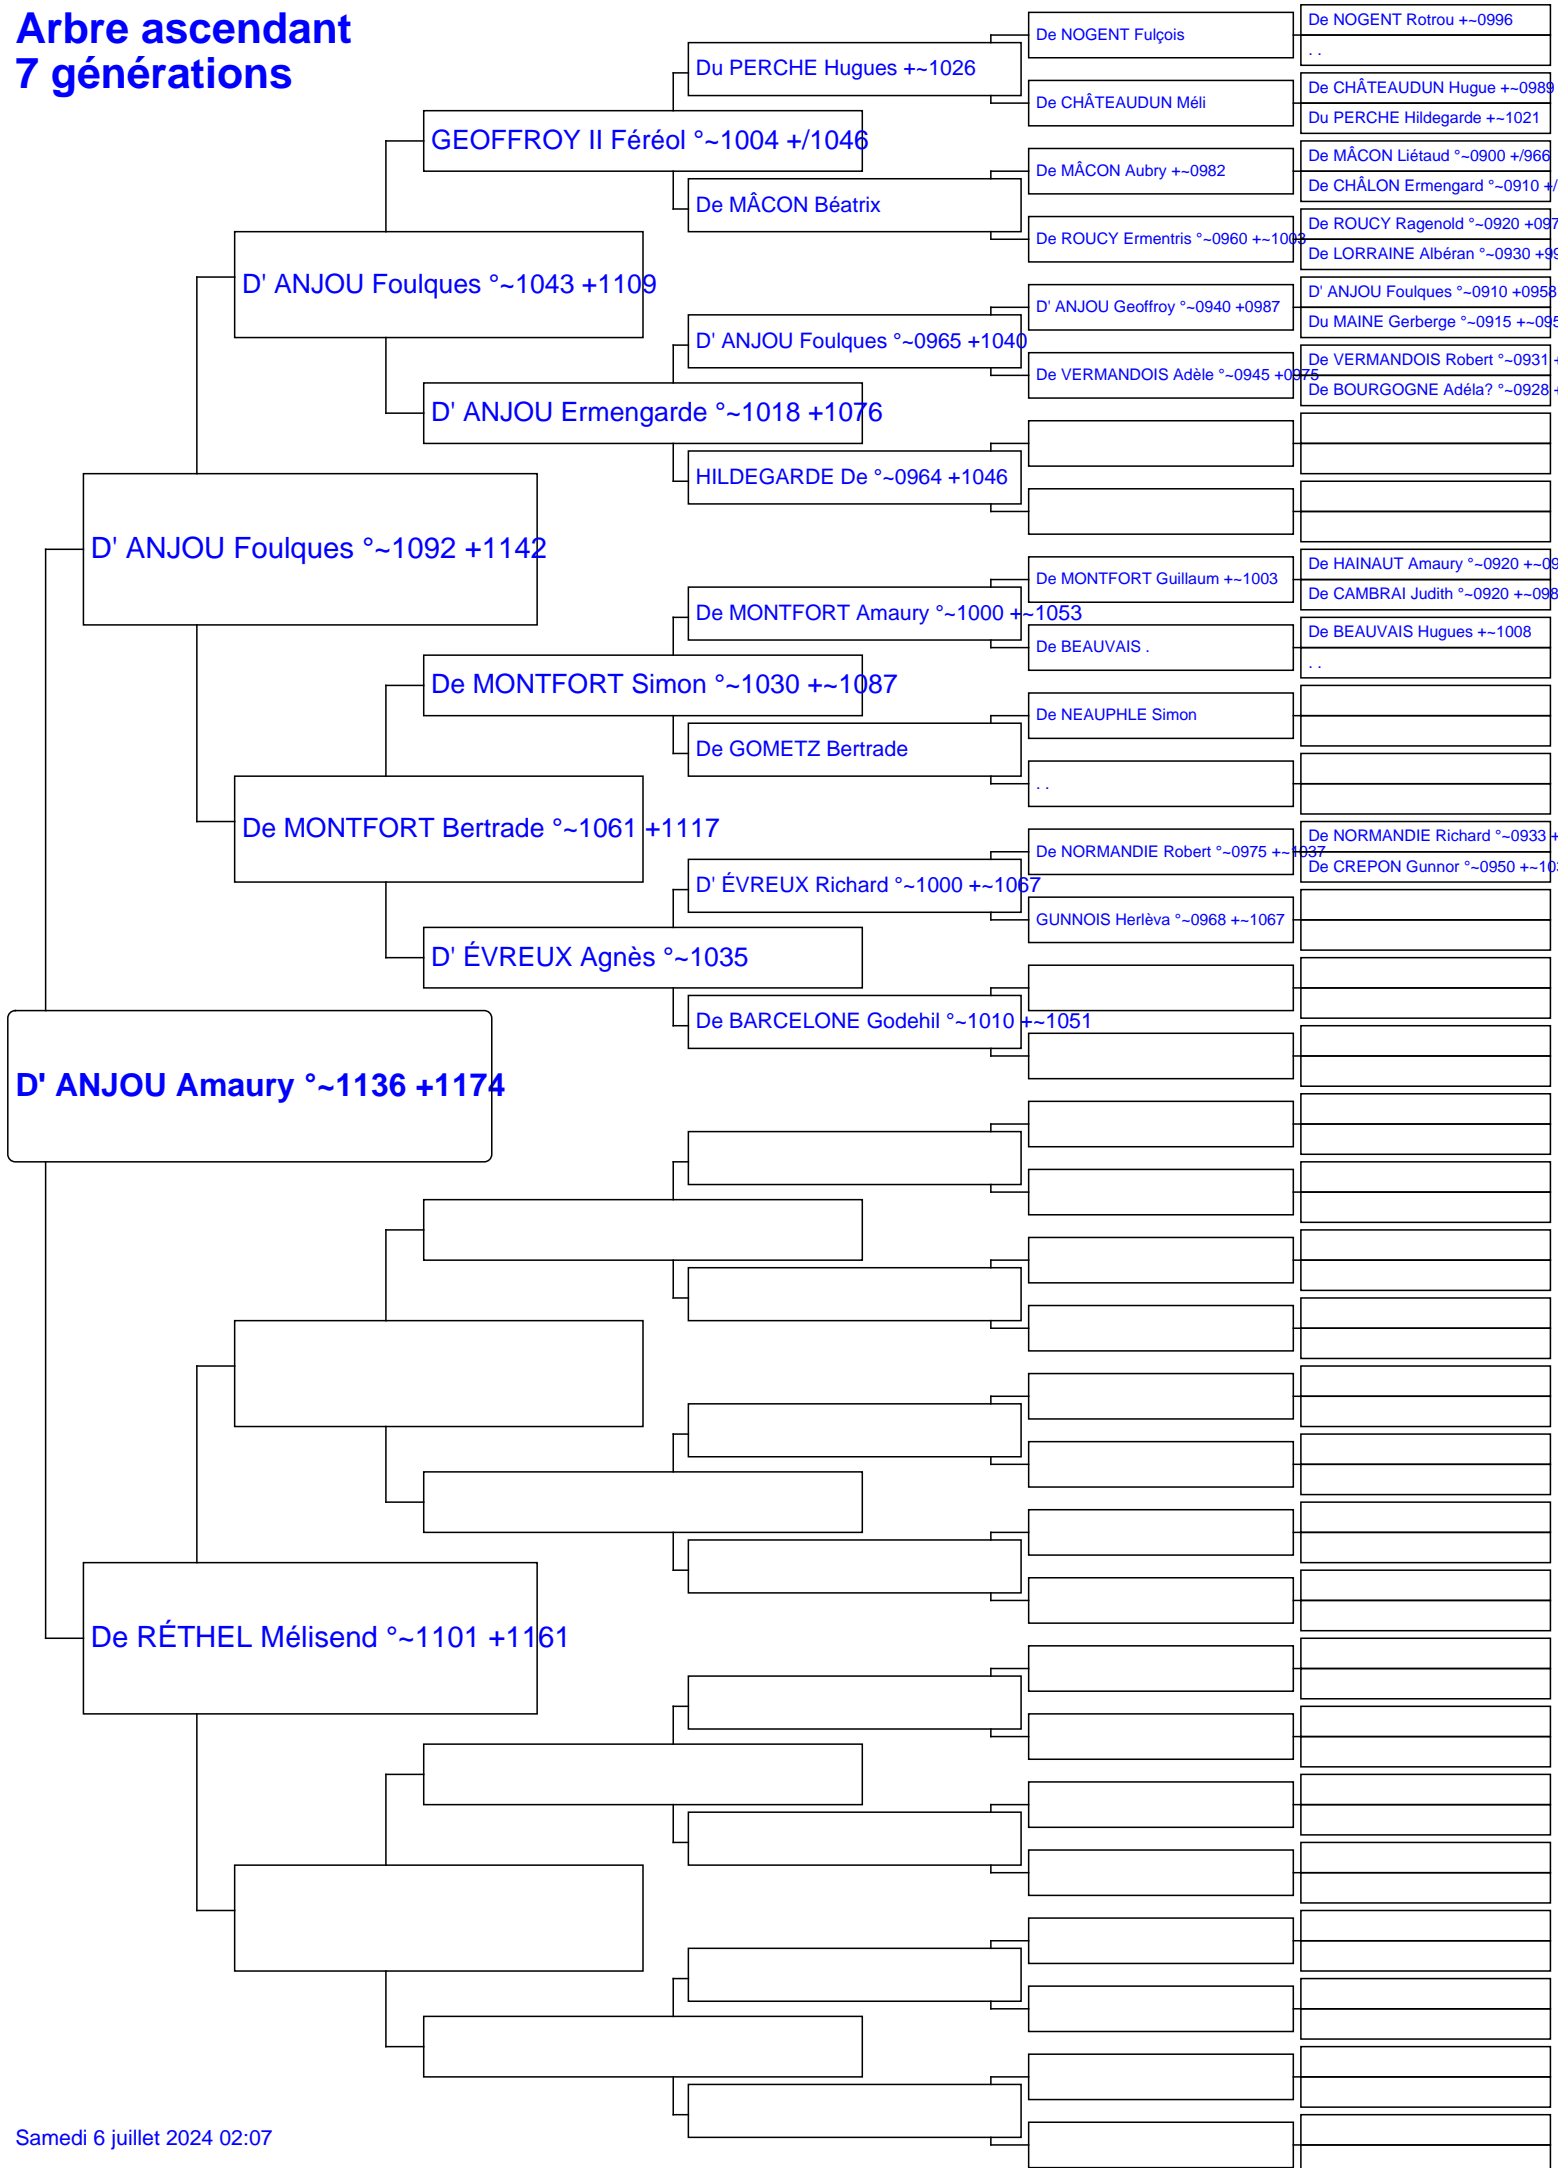 Arbre ascendant
7 générations
De NOGENT Rotrou +~0996
De NOGENT Fulçois
. .
Du PERCHE Hugues +~1026
De CHÂTEAUDUN Hugue +~0989
De CHÂTEAUDUN Méli
Du PERCHE Hildegarde +~1021
GEOFFROY II Féréol °~1004 +/1046
De MÂCON Liétaud °~0900 +/966
De MÂCON Aubry +~0982
De CHÂLON Ermengard °~0910 +/
De MÂCON Béatrix
De ROUCY Ragenold °~0920 +097
De ROUCY Ermentris °~0960 +~1003
De LORRAINE Albéran °~0930 +99
D' ANJOU Foulques °~1043 +1109
D' ANJOU Foulques °~0910 +0958
D' ANJOU Geoffroy °~0940 +0987
Du MAINE Gerberge °~0915 +~095
D' ANJOU Foulques °~0965 +1040
De VERMANDOIS Robert °~0931 +
De VERMANDOIS Adèle °~0945 +0975
De BOURGOGNE Adéla? °~0928 +
D' ANJOU Ermengarde °~1018 +1076
HILDEGARDE De °~0964 +1046
D' ANJOU Foulques °~1092 +1142
De HAINAUT Amaury °~0920 +~09
De MONTFORT Guillaum +~1003
De CAMBRAI Judith °~0920 +~098
De MONTFORT Amaury °~1000 +~1053
De BEAUVAIS Hugues +~1008
De BEAUVAIS .
. .
De MONTFORT Simon °~1030 +~1087
De NEAUPHLE Simon
De GOMETZ Bertrade
. .
De MONTFORT Bertrade °~1061 +1117
De NORMANDIE Richard °~0933 +
De NORMANDIE Robert °~0975 +~1037
De CREPON Gunnor °~0950 +~103
D' ÉVREUX Richard °~1000 +~1067
GUNNOIS Herlèva °~0968 +~1067
D' ÉVREUX Agnès °~1035
De BARCELONE Godehil °~1010 +~1051
D' ANJOU Amaury °~1136 +1174
De RÉTHEL Mélisend °~1101 +1161
Samedi 6 juillet 2024 02:07